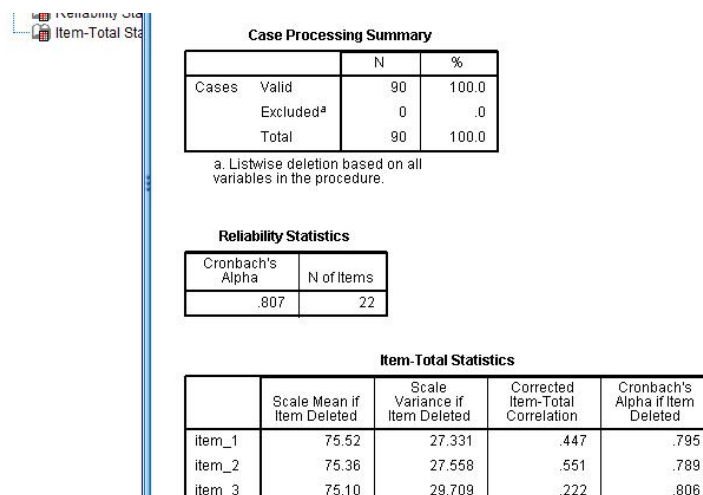 Reliability Sta
Item-Total Sta
Case Processing Summary
N %
Cases Valid 90 100.0
Excludedª 0 .0
Total 90 100.0
a. Listwise deletion based on all
variables in the procedure.
Reliability Statistics
Cronbach's
Alpha N of Items
.807 22
Item-Total Statistics
Scale Mean if
Item Deleted Scale
Variance if
Item Deleted Corrected
Item-Total
Correlation Cronbach's
Alpha if Item
Deleted
item_1 75.52 27.331 .447 .795
item_2 75.36 27.558 .551 .789
item_3 75.10 29.709 .222 .806